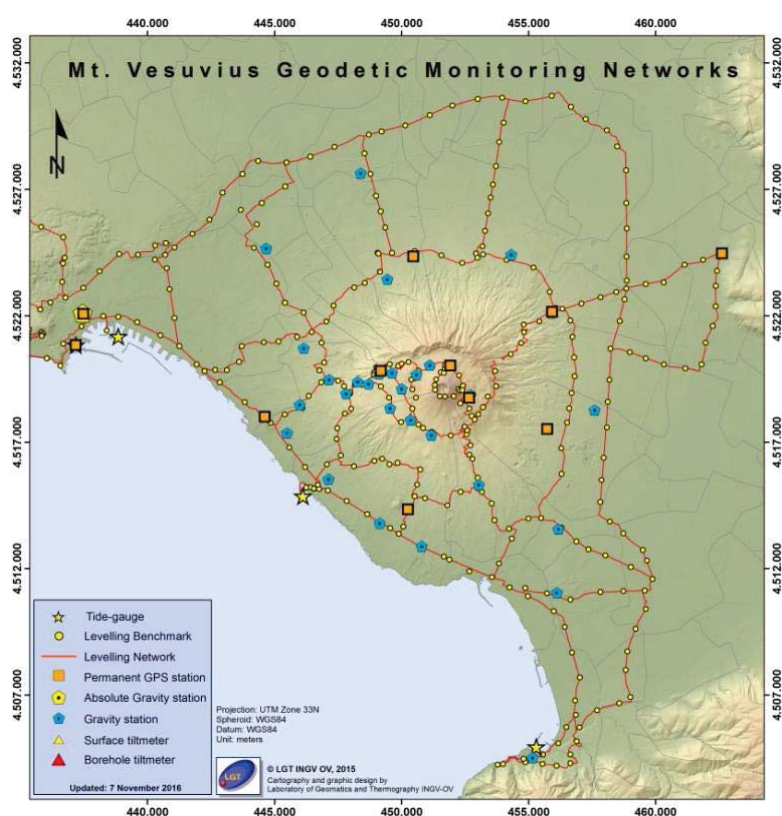 440.000 445.000 450.000 455.000 460.000
4.532.000 4.532.000
Mt. Vesuvius Geodetic Monitoring Networks
N
4.527.000 4.527.000
4.522.000 4.522.000
4.517.000 4.517.000
4.512.000 4.512.000
4.507.000 4.507.000
Tide-gauge
Levelling Benchmark
Levelling Network
Permanent GPS station
Absolute Gravity station
Gravity station
Surface tiltmeter
Borehole tiltmeter
Updated: 7 November 2016
Projection: UTM Zone 33N
Spheroid: WGS84
Datum: WGS84
Unit: meters
LGT
© LGT INGV OV, 2015
Cartography and graphic design by
Laboratory of Geomatics and Thermography INGV-OV
440.000 445.000 450.000 455.000 460.000